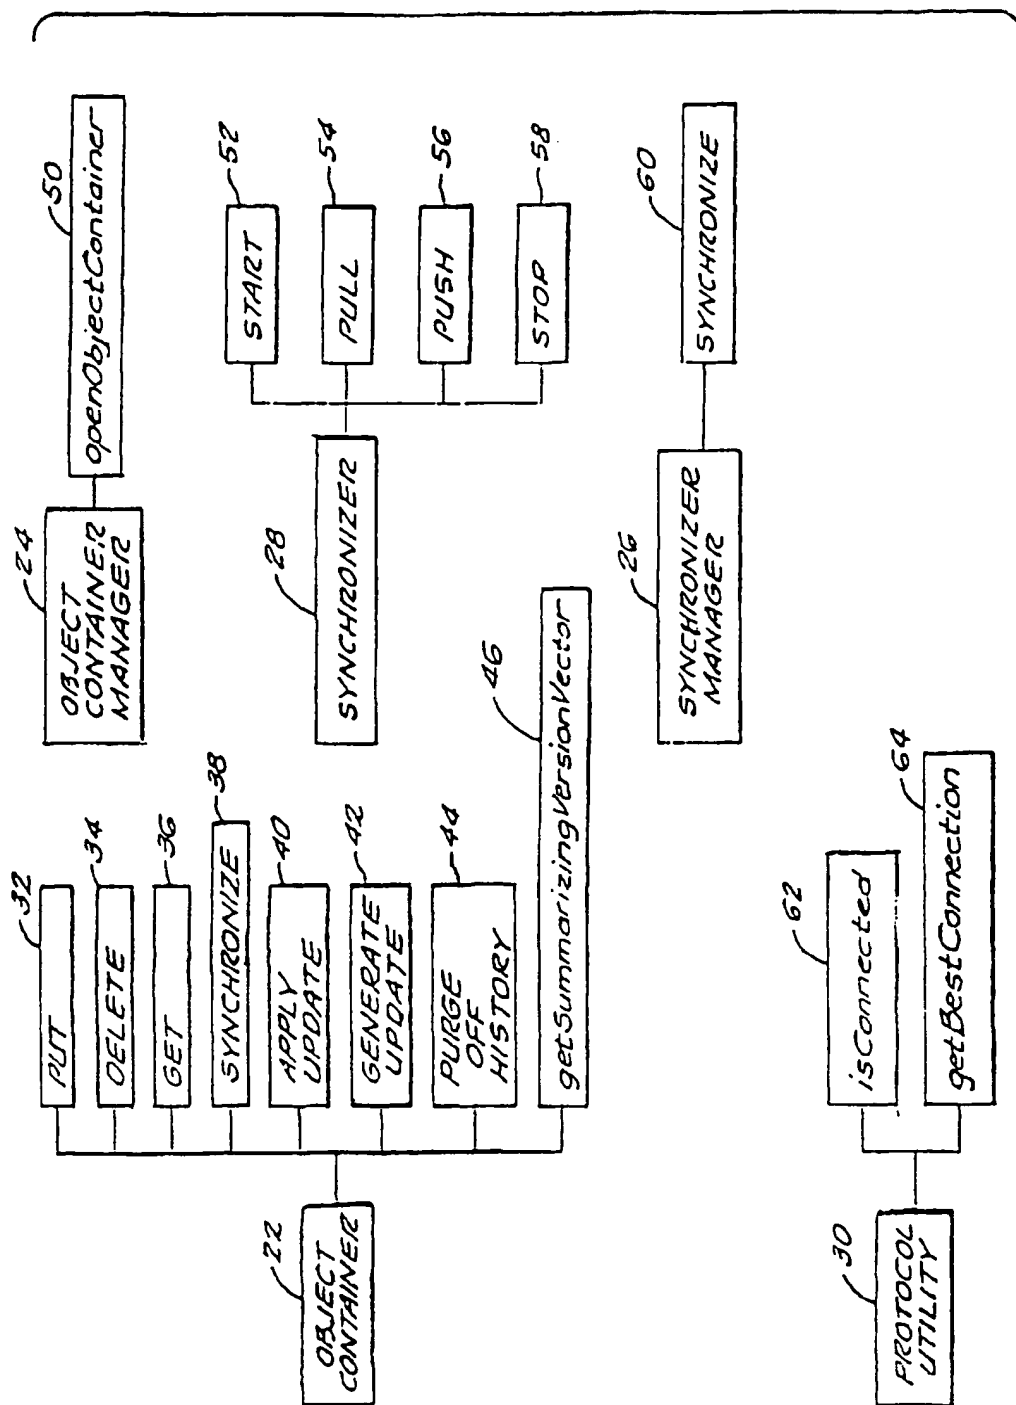 22
OBJECT
CONTAINER
32
PUT
34
DELETE
36
GET
38
SYNCHRONIZE
40
APPLY
UPDATE
42
GENERATE
UPDATE
44
PURGE
OFF
HISTORY
46
getSummarizingVersionVector
24
OBJECT
CONTAINER
MANAGER
50
openObjectContainer
28
SYNCHRONIZER
52
START
54
PULL
56
PUSH
58
STOP
26
SYNCHRONIZER
MANAGER
60
SYNCHRONIZE
30
PROTOCOL
UTILITY
62
isConnected
64
getBestConnection